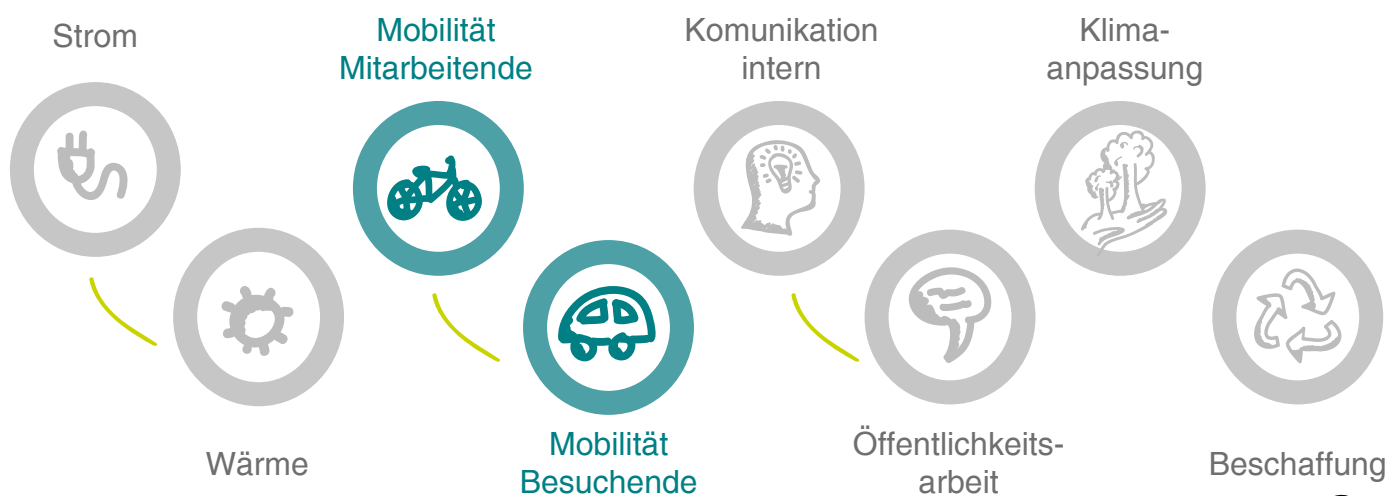 Strom
Mobilität
Mitarbeitende
Komunikation
intern
Klima-
anpassung
Wärme
Mobilität
Besuchende
Öffentlichkeits-
arbeit
Beschaffung